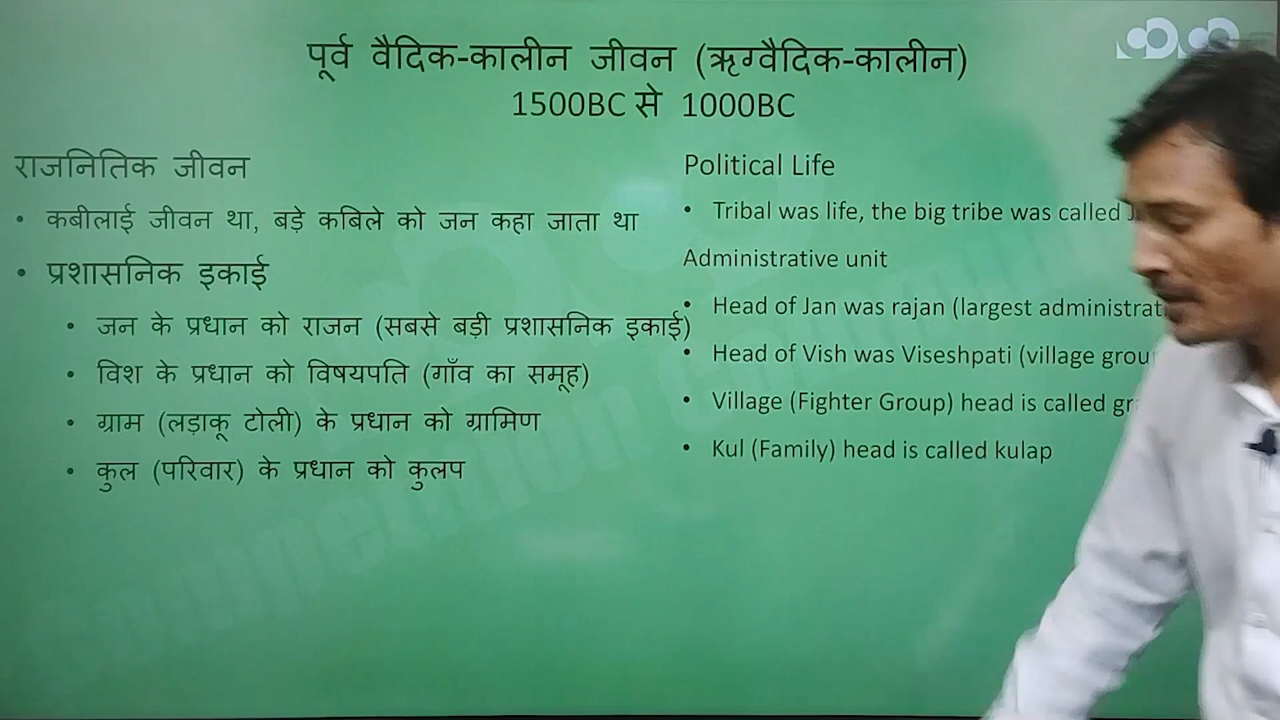 पूर्व वैदिक-कालीन जीवन (ऋग्वैदिक-कालीन)
1500BC से 1000BC
राजनितिक जीवन
• कबीलाई जीवन था, बड़े कबिले को जन कहा जाता था
• प्रशासनिक इकाई
• जन के प्रधान को राजन (सबसे बड़ी प्रशासनिक इकाई)
• विश के प्रधान को विषयपति (गाँव का समूह)
• ग्राम (लड़ाकू टोली) के प्रधान को ग्रामिण
• कुल (परिवार) के प्रधान को कुलप
Political Life
• Tribal was life, the big tribe was called
Administrative unit
• Head of Jan was rajan (largest
• Head of Vish was Viseshpati (village
• Village (Fighter Group) head is called
• Kul (Family) head is called kulap